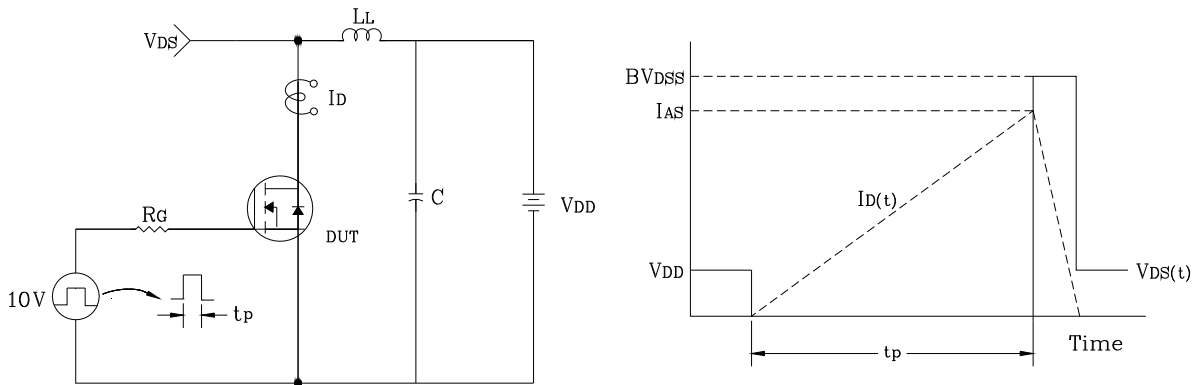 LL
VDS
ID
C
VDD
RG
DUT
10V
tp
BVDSS
IAS
ID(t)
VDD
VDS(t)
Time
tp